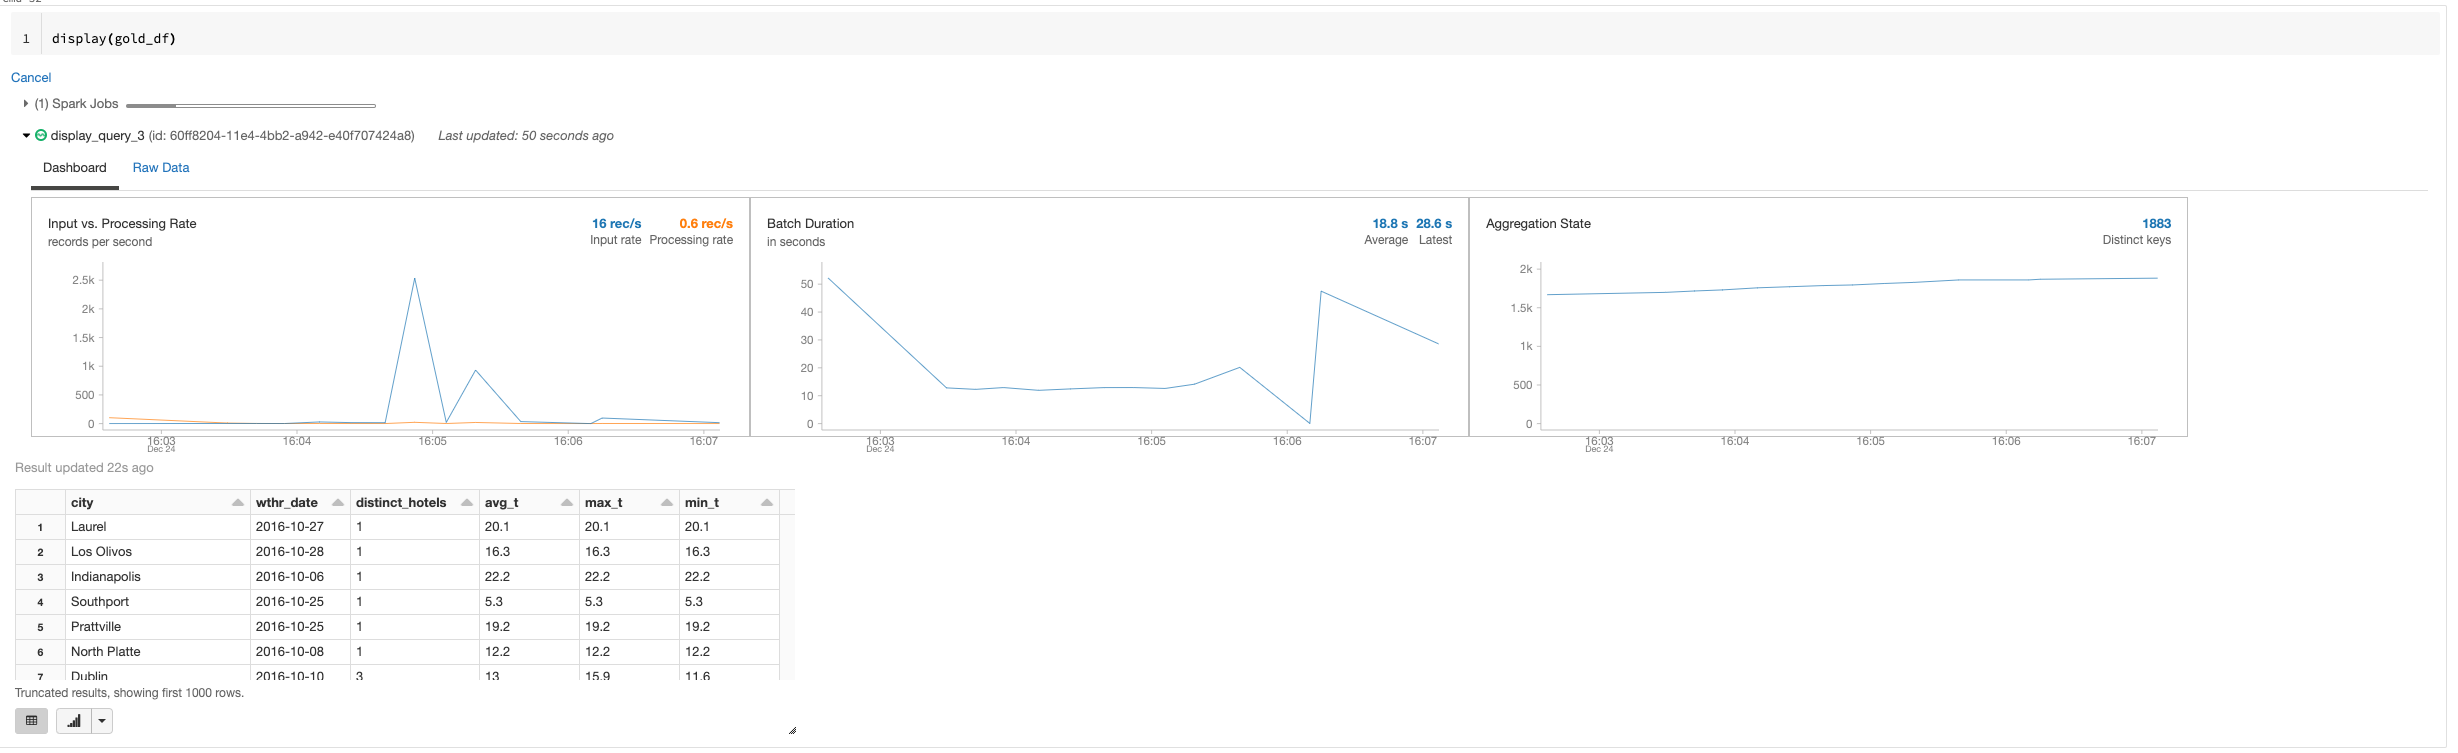 1 display(gold_df)
Cancel
(1) Spark Jobs
display_query_3 (id: 60ff8204-11e4-4bb2-a942-e40f707424a8) Last updated: 50 seconds ago
Dashboard Raw Data
Input vs. Processing Rate 16 rec/s 0.6 rec/s
records per second Input rate Processing rate
2.5k
2k
1.5k
1k
500
0
16:03 16:04 16:05 16:06 16:07
Dec 24
Batch Duration 18.8 s 28.6 s
in seconds Average Latest
50
40
30
20
10
0
16:03 16:04 16:05 16:06 16:07
Dec 24
Aggregation State 1883
Distinct keys
2k
1.5k
1k
500
0
16:03 16:04 16:05 16:06 16:07
Dec 24
Result updated 22s ago
city wthr_date distinct_hotels avg_t max_t min_t
1 Laurel 2016-10-27 1 20.1 20.1 20.1
2 Los Olivos 2016-10-28 1 16.3 16.3 16.3
3 Indianapolis 2016-10-06 1 22.2 22.2 22.2
4 Southport 2016-10-25 1 5.3 5.3 5.3
5 Prattville 2016-10-25 1 19.2 19.2 19.2
6 North Platte 2016-10-08 1 12.2 12.2 12.2
7 Dublin 2016-10-10 3 13 15.9 11.6
Truncated results, showing first 1000 rows.